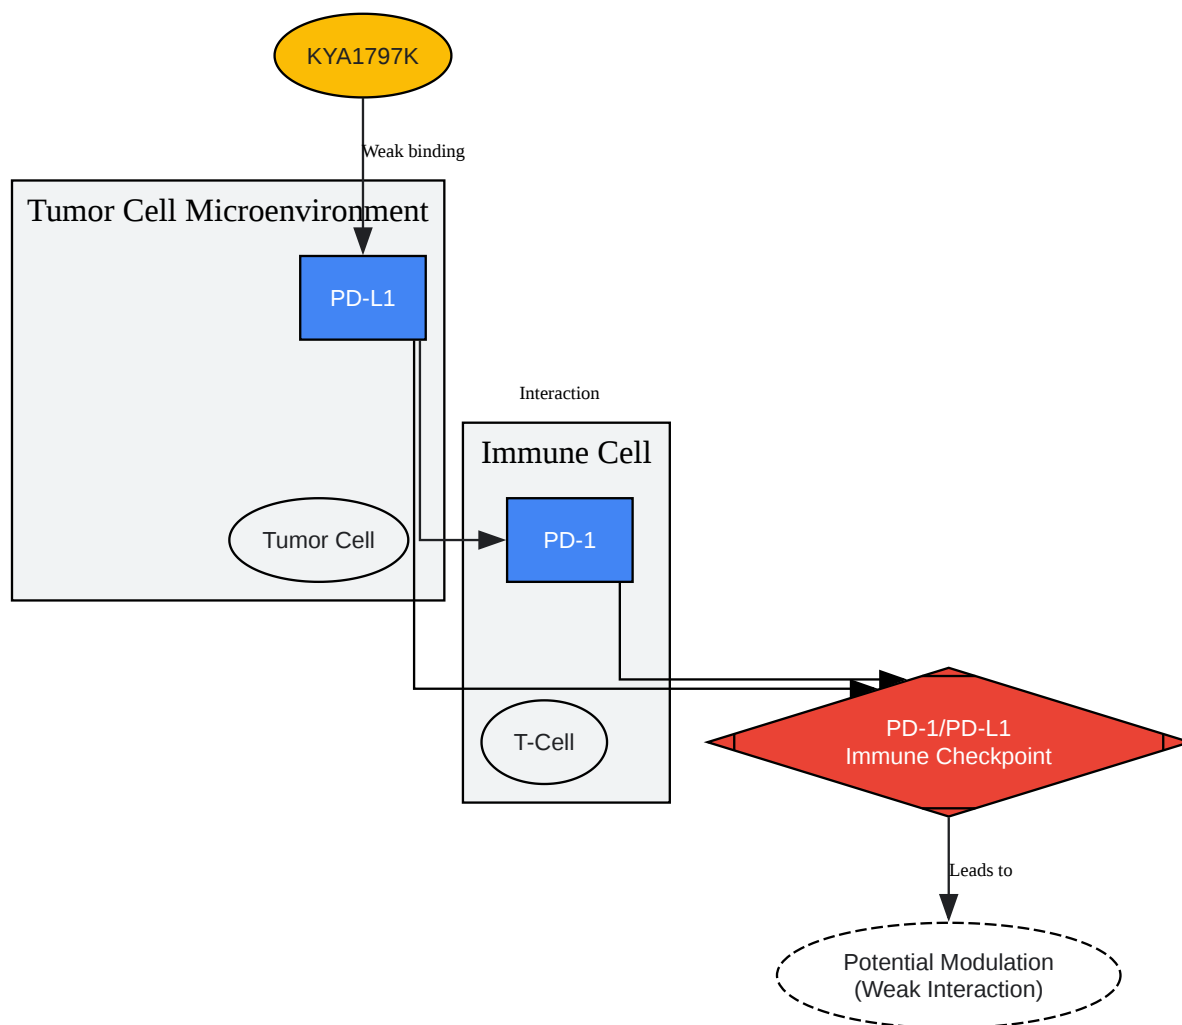 KYA1797K
Weak binding
Tumor Cell Microenvironment
PD-L1
Interaction
Immune Cell
Tumor Cell
PD-1
T-Cell
PD-1/PD-L1
Immune Checkpoint
Leads to
Potential Modulation
(Weak Interaction)